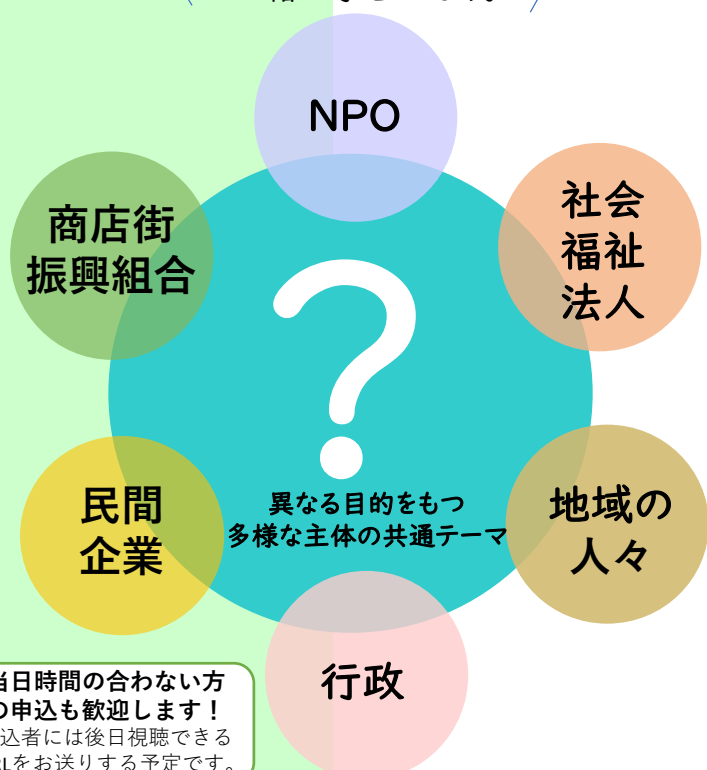 NPO
商店街
振興組合
社会
福祉
法人
?
異なる目的をもつ
多様な主体の共通テーマ
民間
企業
地域の
人々
行政
当日時間の合わない方
の申込も歓迎します！
込者には後日視聴できる
をお送りする予定です。